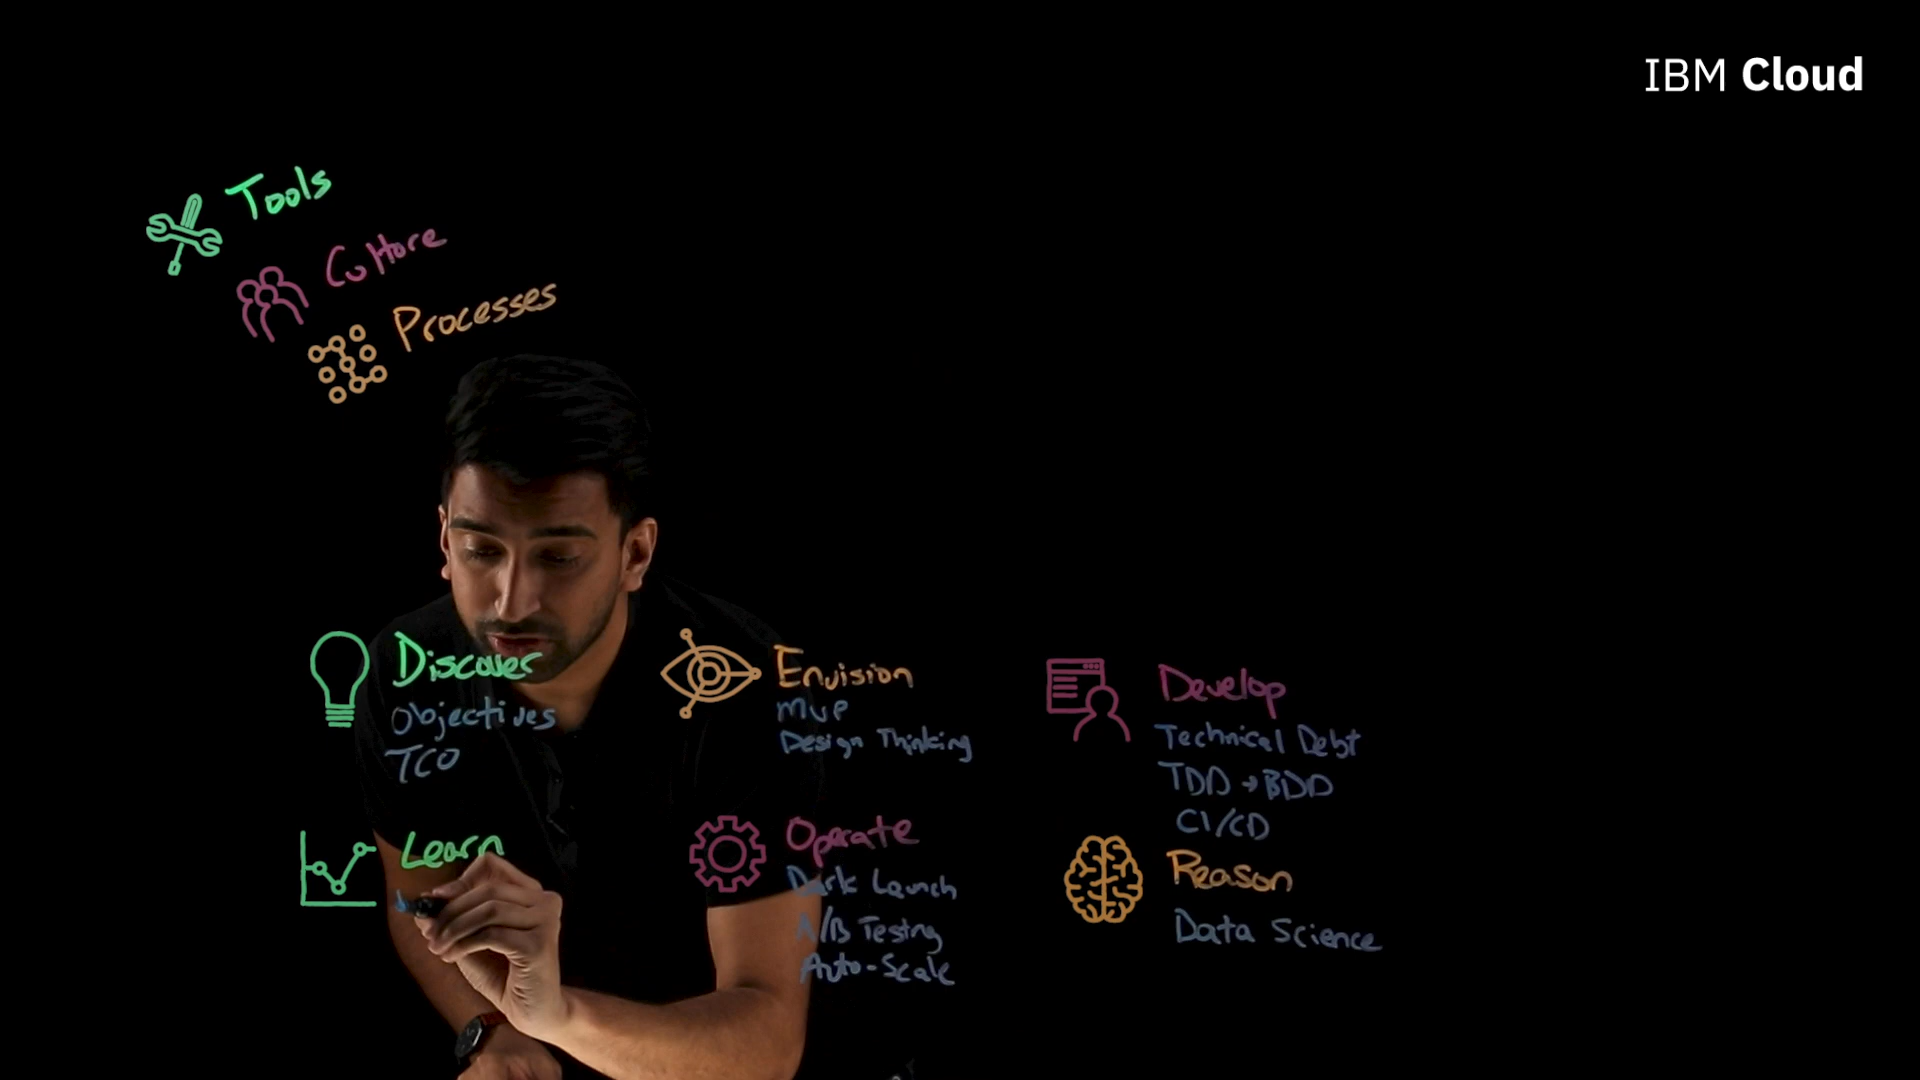 IBM Cloud
Tools
Culture
Processes
Discover
Objectives
TCO
Envision
MVP
Design Thinking
Develop
Technical Debt
TDD → BDD
CI/CD
Learn
Operate
Dark Launch
A/B Testing
Auto-Scale
Reason
Data Science